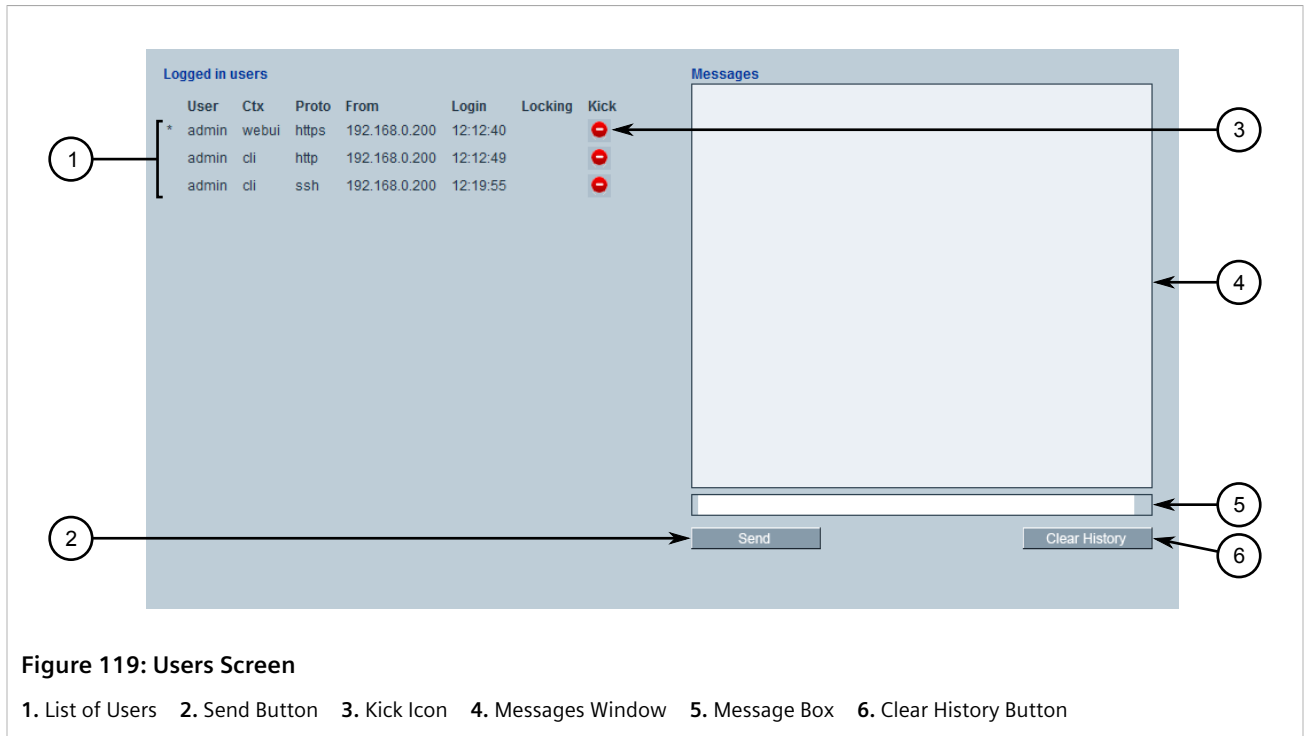 Logged in users
User Ctx Proto From Login Locking Kick
* admin webui https 192.168.0.200 12:12:40
admin cli http 192.168.0.200 12:12:49
admin cli ssh 192.168.0.200 12:19:55
Messages
Send
Clear History
1
2
3
4
5
6
Figure 119: Users Screen
1. List of Users 2. Send Button 3. Kick Icon 4. Messages Window 5. Message Box 6. Clear History Button